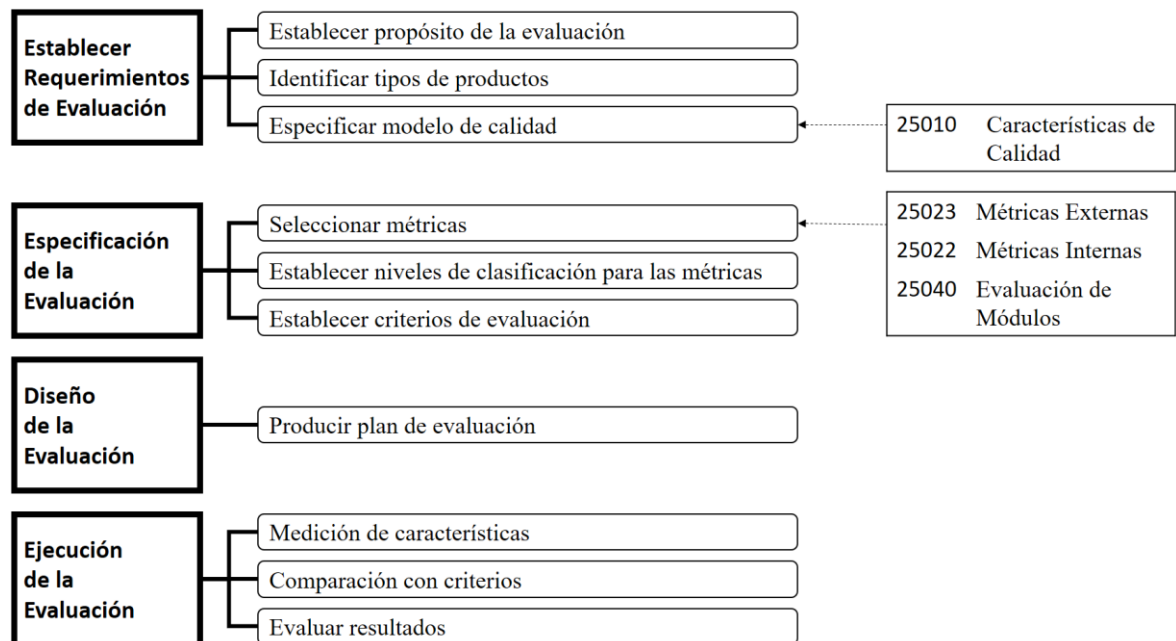 Establecer
Requerimientos
de Evaluación
Establecer propósito de la evaluación
Identificar tipos de productos
Especificar modelo de calidad
25010 Características de
Calidad
Especificación
de la
Evaluación
Seleccionar métricas
Establecer niveles de clasificación para las métricas
Establecer criterios de evaluación
25023 Métricas Externas
25022 Métricas Internas
25040 Evaluación de
Módulos
Diseño
de la
Evaluación
Producir plan de evaluación
Ejecución
de la
Evaluación
Medición de características
Comparación con criterios
Evaluar resultados